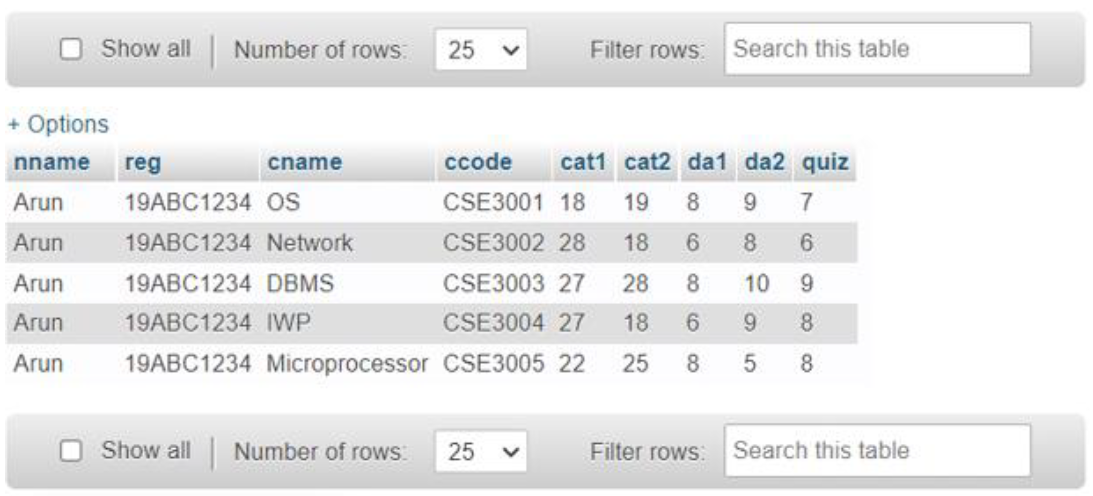 Show all Number of rows: 25 Filter rows: Search this table
+ Options
nname reg cname ccode cat1 cat2 da1 da2 quiz
Arun 19ABC1234 OS CSE3001 18 19 8 9 7
Arun 19ABC1234 Network CSE3002 28 18 6 8 6
Arun 19ABC1234 DBMS CSE3003 27 28 8 10 9
Arun 19ABC1234 IWP CSE3004 27 18 6 9 8
Arun 19ABC1234 Microprocessor CSE3005 22 25 8 5 8
Show all Number of rows: 25 Filter rows: Search this table